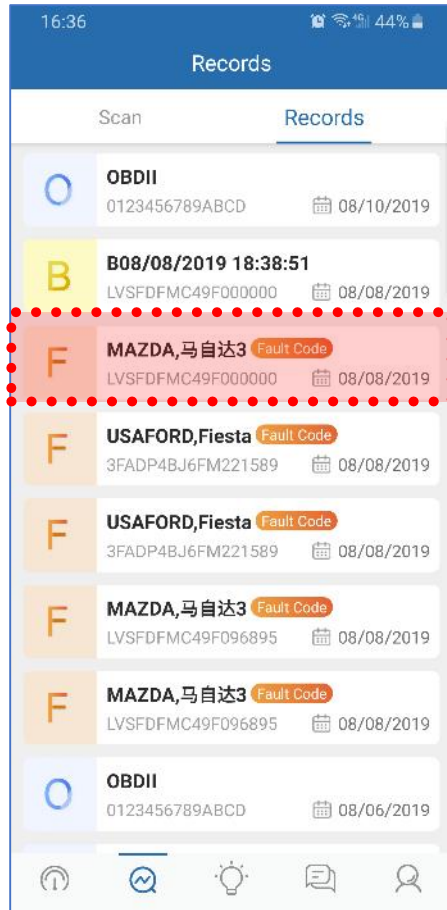 16:36 44%
Records
Scan Records
O OBDII
0123456789ABCD 08/10/2019
B B08/08/2019 18:38:51
LVSFDFMC49F000000 08/08/2019
F MAZDA,马自达3 Fault Code
LVSFDFMC49F000000 08/08/2019
F USAFORD,Fiesta Fault Code
3FADP4BJ6FM221589 08/08/2019
F USAFORD,Fiesta Fault Code
3FADP4BJ6FM221589 08/08/2019
F MAZDA,马自达3 Fault Code
LVSFDFMC49F096895 08/08/2019
F MAZDA,马自达3 Fault Code
LVSFDFMC49F096895 08/08/2019
O OBDII
0123456789ABCD 08/06/2019